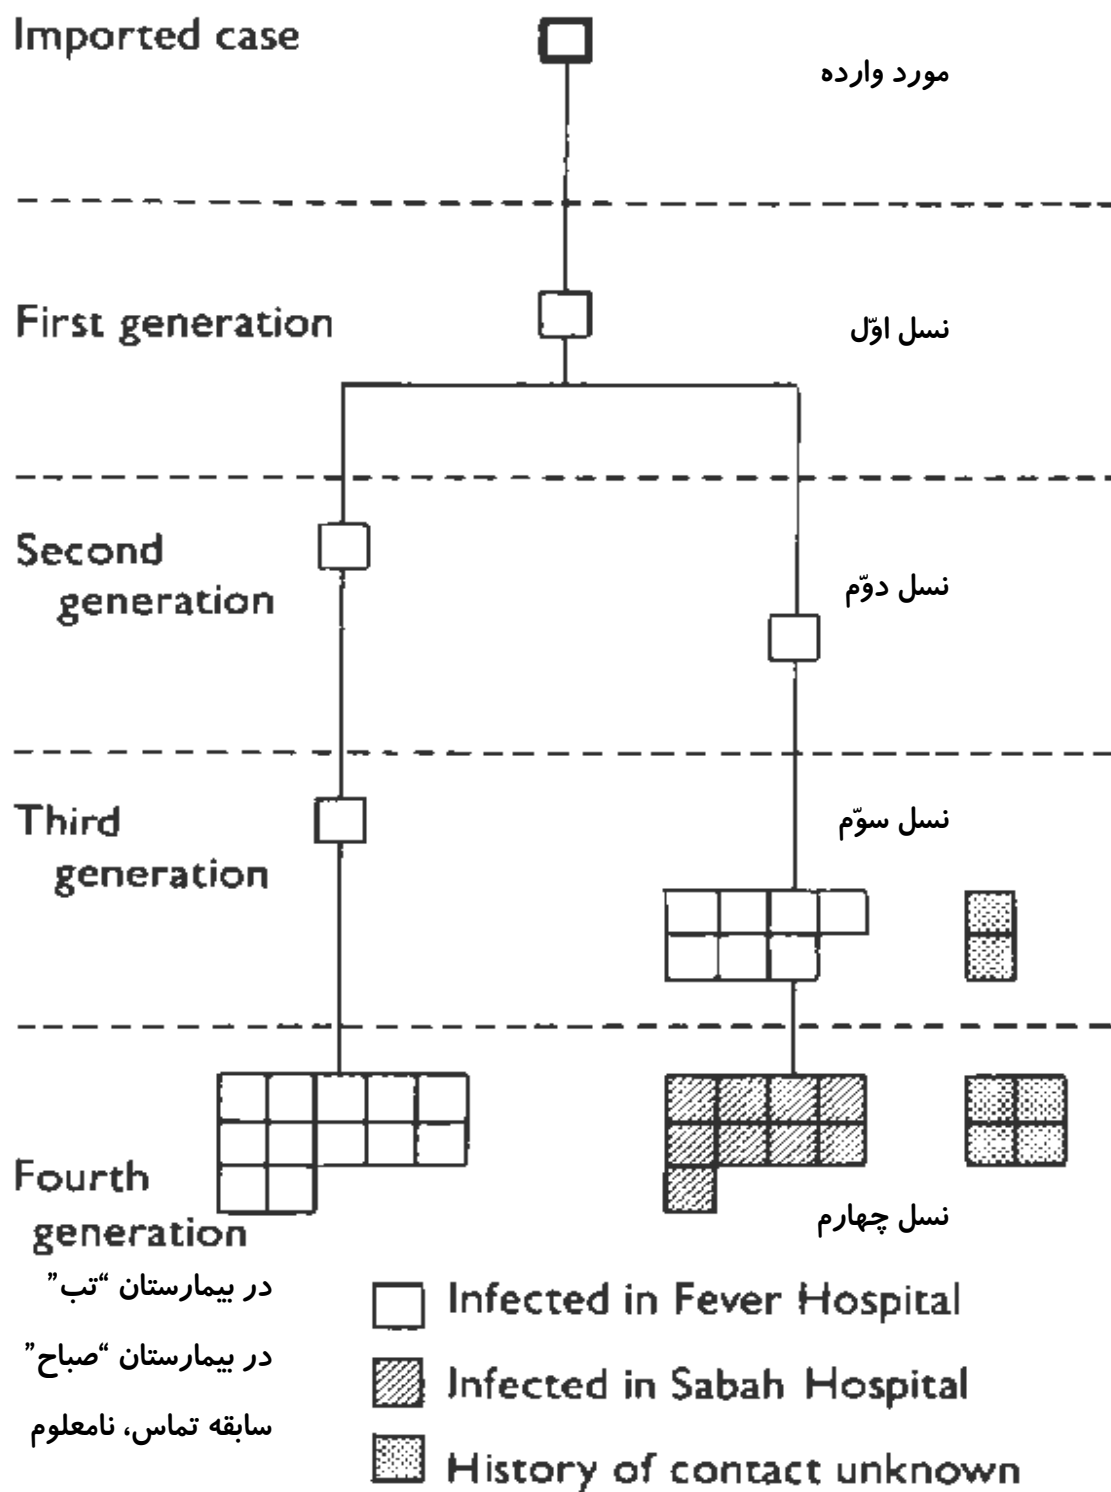 Imported case
مورد وارده
First generation
نسل اوّل
Second
generation
نسل دوّم
Third
generation
نسل سوّم
Fourth
generation
نسل چهارم
در بیمارستان “تب”
Infected in Fever Hospital
در بیمارستان “صباح”
Infected in Sabah Hospital
سابقه تماس، نامعلوم
History of contact unknown